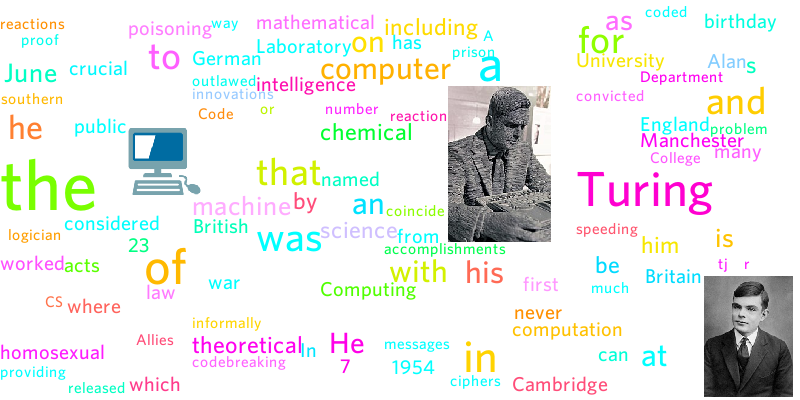 reactions poisoning way mathematical including as coded birthday
proof to Laboratory on has A for
June crucial German computer prison a University Alan s
outlawed intelligence Department
southern innovations convicted and
he public Code or number reaction England problem
chemical Manchester many
College
the that named Turing
machine by an coincide
considered British was science from speeding him is
logician 23 accomplishments
worked acts of with his be tj r
law war Computing first much Britain
CS where never
informally computation
homosexual Allies theoretical In He messages in can at
providing codebreaking 7 1954
released which ciphers Cambridge